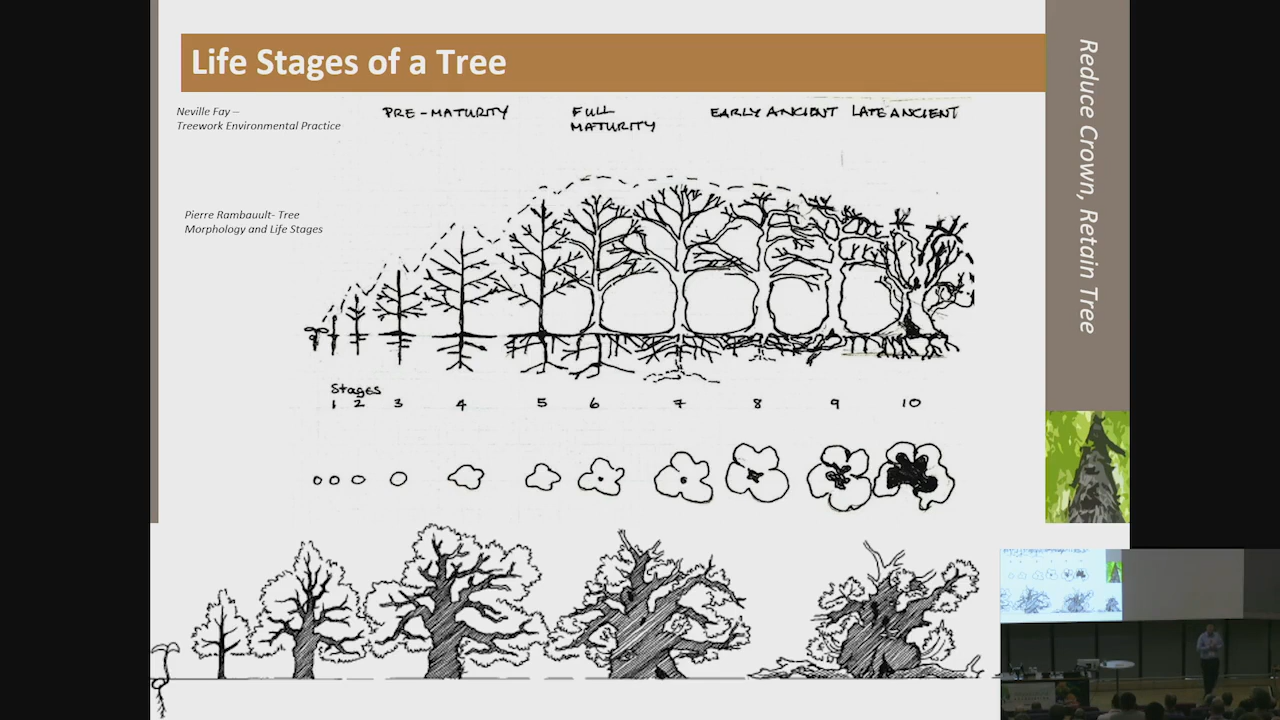 Life Stages of a Tree
Neville Fay –
Treework Environmental Practice
PRE-MATURITY
FULL
MATURITY
EARLY ANCIENT
LATE ANCIENT
Pierre Rambauult- Tree
Morphology and Life Stages
Stages
1 2 3 4 5 6 7 8 9 10
Reduce Crown, Retain Tree